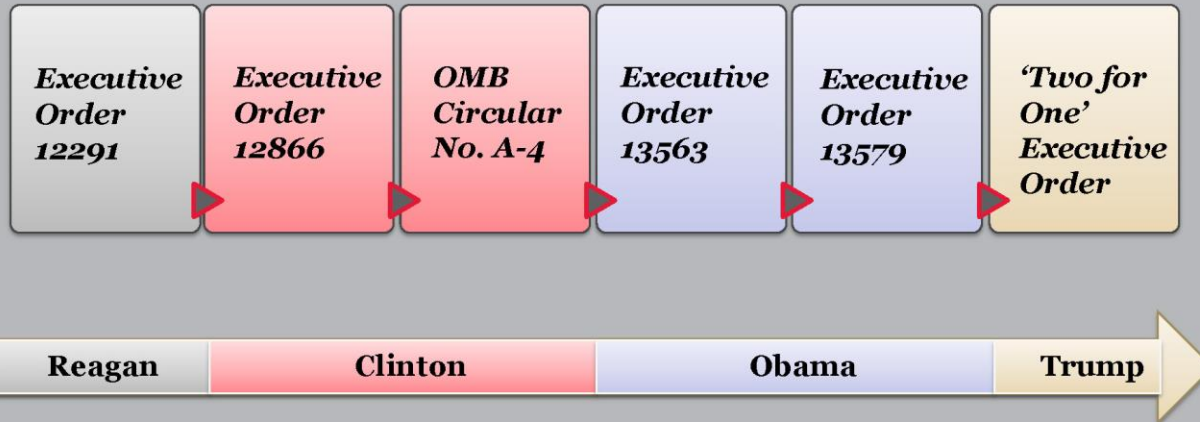 Executive
Order
12291
Executive
Order
12866
OMB
Circular
No. A-4
Executive
Order
13563
Executive
Order
13579
‘Two for
One’
Executive
Order
Reagan
Clinton
Obama
Trump